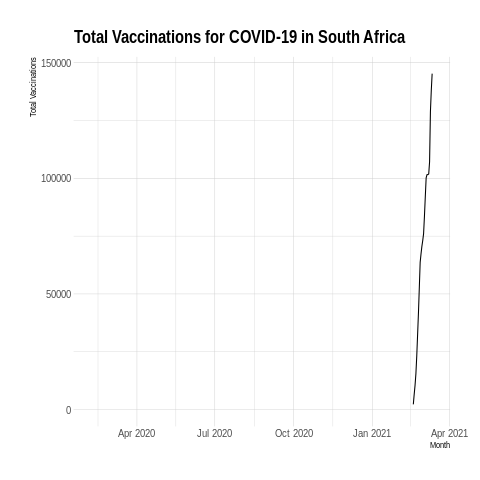 Total Vaccinations for COVID-19 in South Africa
Total Vaccinations
150000
100000
50000
0
Apr 2020 Jul 2020 Oct 2020 Jan 2021 Apr 2021
Month